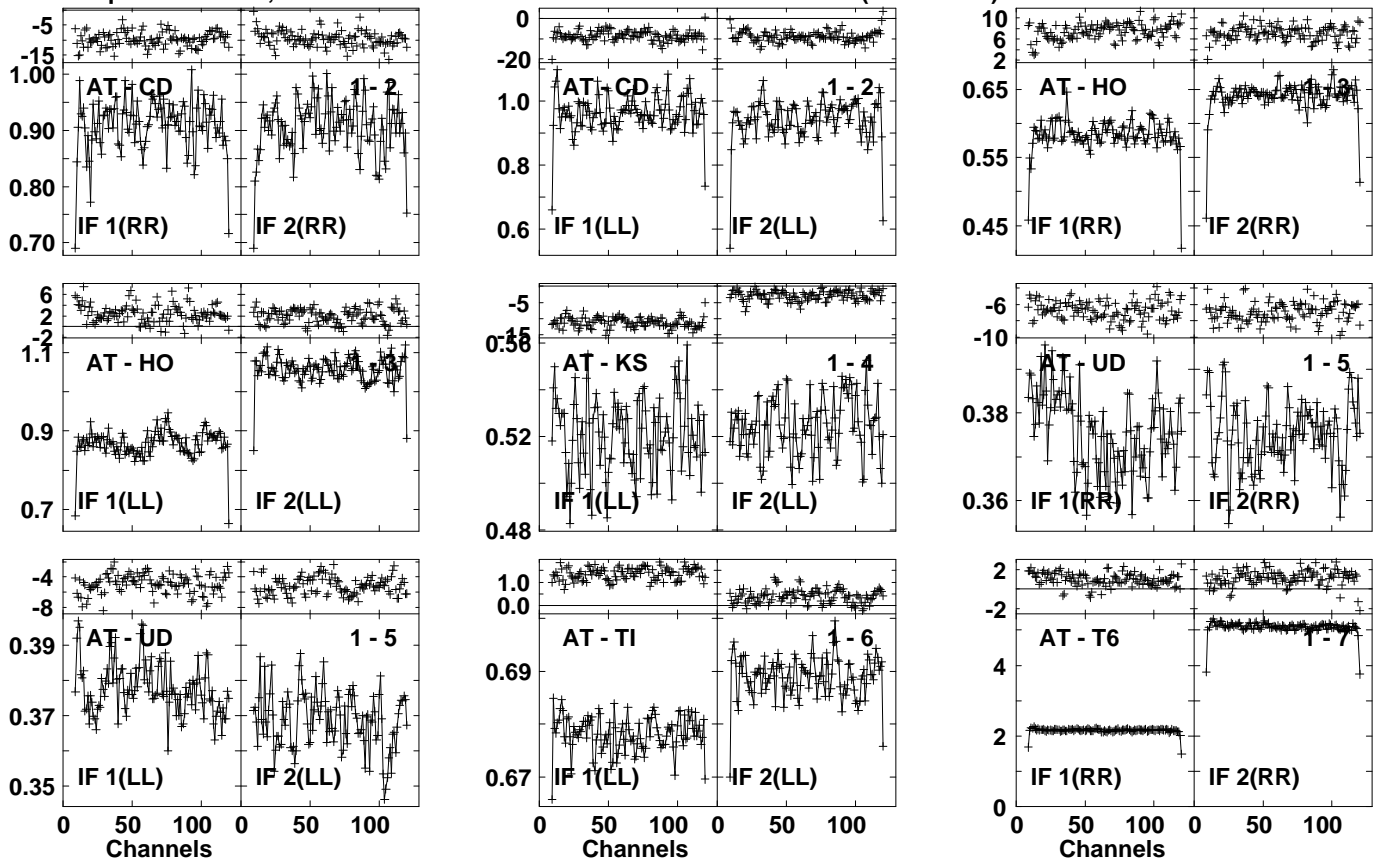 -5
-15
1.00
0.90
0.80
0.70
AT - CD
1 - 2
IF 1(RR)
IF 2(RR)
0
-20
1.0
0.8
0.6
AT - CD
1 - 2
IF 1(LL)
IF 2(LL)
10
6
2
0.65
0.55
0.45
AT - HO
1 - 3
IF 1(RR)
IF 2(RR)
6
2
-2
1.1
0.9
0.7
AT - HO
1 - 3
IF 1(LL)
IF 2(LL)
-5
-15
0.56
0.52
0.48
AT - KS
1 - 4
IF 1(LL)
IF 2(LL)
-6
-10
0.38
0.36
AT - UD
1 - 5
IF 1(RR)
IF 2(RR)
-4
-8
0.39
0.37
0.35
AT - UD
1 - 5
IF 1(LL)
IF 2(LL)
0 50 100 0 50 100
Channels
1.0
0.0
0.69
0.67
AT - TI
1 - 6
IF 1(LL)
IF 2(LL)
0 50 100 0 50 100
Channels
2
-2
4
2
0
AT - T6
1 - 7
IF 1(RR)
IF 2(RR)
0 50 100 0 50 100
Channels